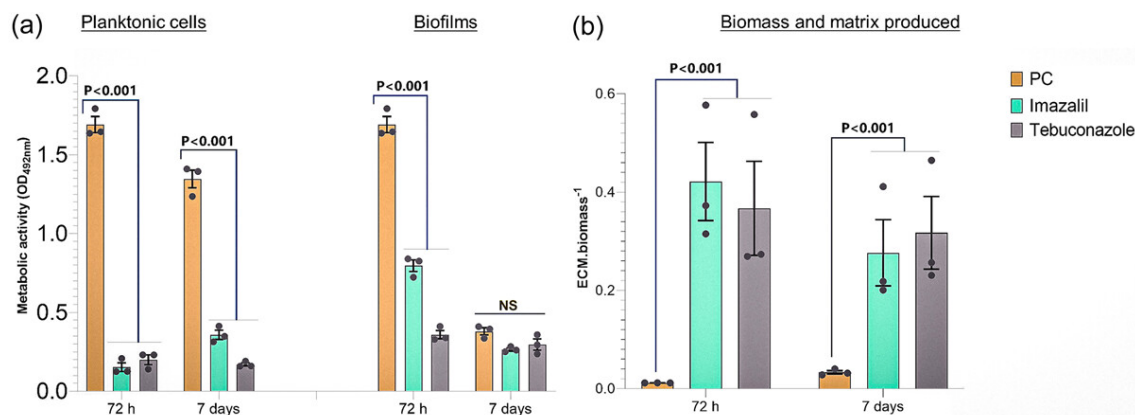 (a)
Planktonic cells
Biofilms
Metabolic activity (OD492nm)
2.0
1.5
1.0
0.5
0.0
P<0.001
P<0.001
P<0.001
NS
72 h
7 days
72 h
7 days
(b)
Biomass and matrix produced
ECM.biomass-1
0.6
0.4
0.2
0.0
P<0.001
P<0.001
72 h
7 days
PC
Imazalil
Tebuconazole